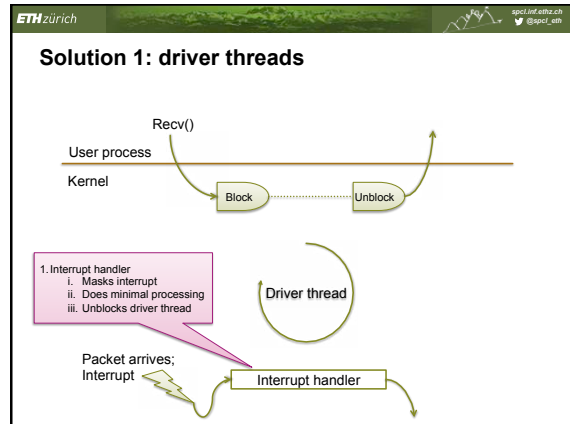 ETH zürich
spcl.inf.ethz.ch
@spcl_eth
Solution 1: driver threads
Recv()
User process
Kernel
Block
Unblock
1. Interrupt handler
i. Masks interrupt
ii. Does minimal processing
iii. Unblocks driver thread
Driver thread
Packet arrives;
Interrupt
Interrupt handler